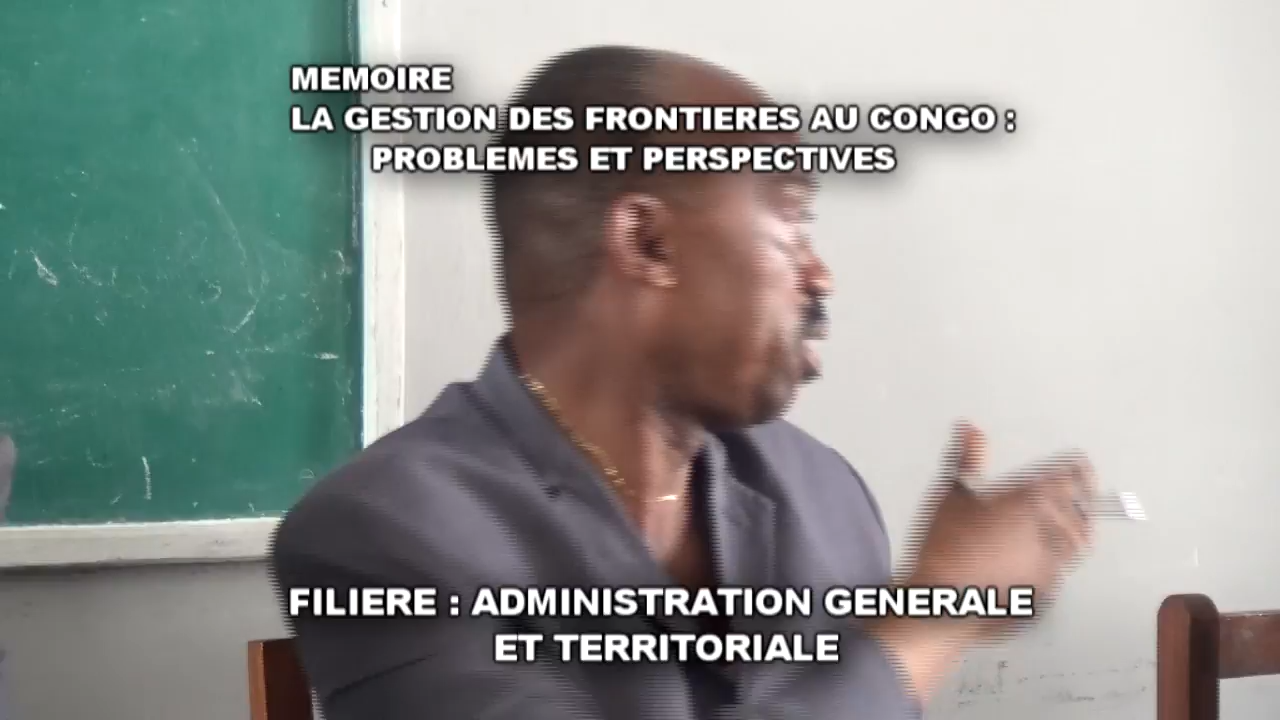 MEMOIRE
LA GESTION DES FRONTIERES AU CONGO :
PROBLEMES ET PERSPECTIVES
FILIERE : ADMINISTRATION GENERALE
ET TERRITORIALE